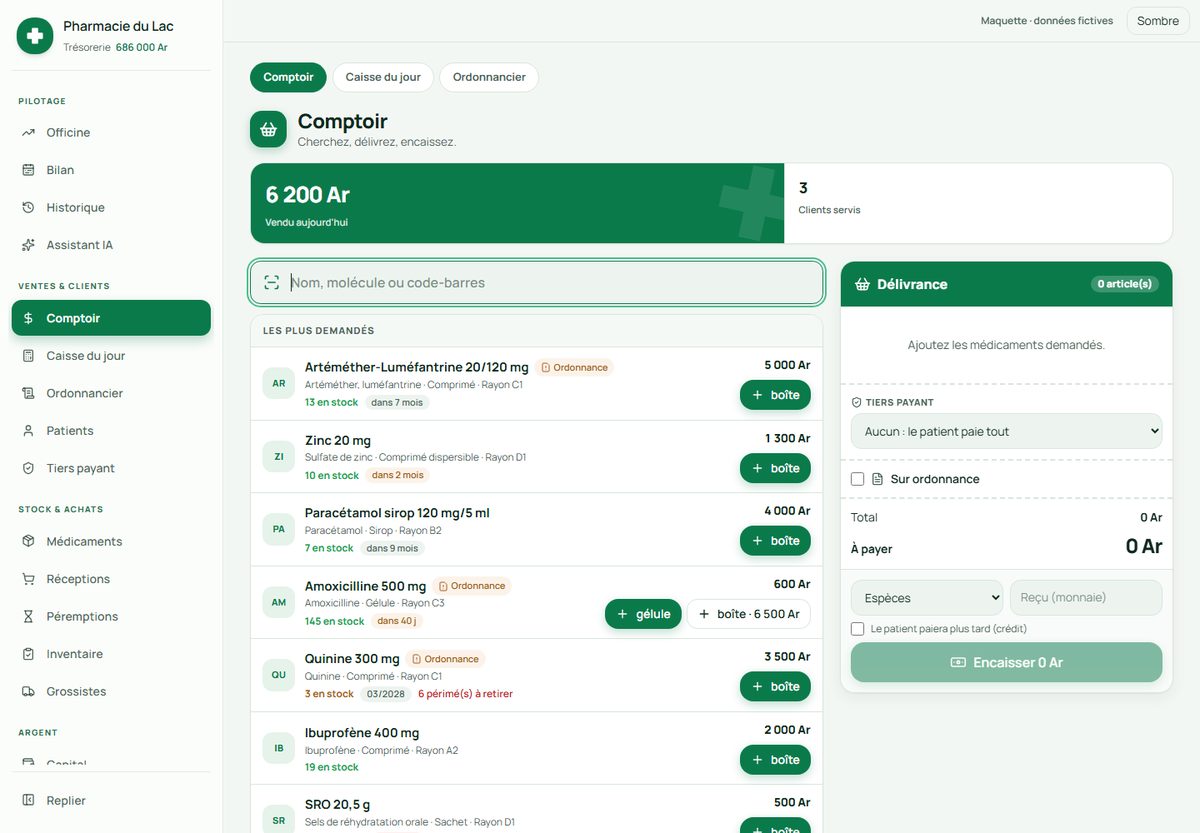 Pharmacie du Lac
Trésorerie 686 000 Ar
PILOTAGE
Officine
Bilan
Historique
Assistant IA
VENTES & CLIENTS
Comptoir
Caisse du jour
Ordonnancier
Patients
Tiers payant
STOCK & ACHATS
Médicaments
Réceptions
Péremptions
Inventaire
Grossistes
ARGENT
Capital
Replier
Maquette · données fictives
Sombre
Comptoir
Caisse du jour
Ordonnancier
Comptoir
Cherchez, délivrez, encaissez.
6 200 Ar
Vendu aujourd'hui
3
Clients servis
Nom, molécule ou code-barres
LES PLUS DEMANDÉS
AR
Artéméther-Luméfantrine 20/120 mg Ordonnance
Artéméther, luméfantrine · Comprimé · Rayon C1
13 en stock dans 7 mois
5 000 Ar
+ boîte
ZI
Zinc 20 mg
Sulfate de zinc · Comprimé dispersible · Rayon D1
10 en stock dans 2 mois
1 300 Ar
+ boîte
PA
Paracétamol sirop 120 mg/5 ml
Paracétamol · Sirop · Rayon B2
7 en stock dans 9 mois
4 000 Ar
+ boîte
AM
Amoxicilline 500 mg Ordonnance
Amoxicilline · Gélule · Rayon C3
145 en stock dans 40 j
600 Ar
+ gélule
+ boîte · 6 500 Ar
QU
Quinine 300 mg Ordonnance
Quinine · Comprimé · Rayon C1
3 en stock 03/2028 6 périmé(s) à retirer
3 500 Ar
+ boîte
IB
Ibuprofène 400 mg
Ibuprofène · Comprimé · Rayon A2
19 en stock
2 000 Ar
+ boîte
SR
SRO 20,5 g
Sels de réhydratation orale · Sachet · Rayon D1
500 Ar
+ boîte
Délivrance
0 article(s)
Ajoutez les médicaments demandés.
TIERS PAYANT
Aucun : le patient paie tout
Sur ordonnance
Total 0 Ar
À payer 0 Ar
Espèces
Reçu (monnaie)
Le patient paiera plus tard (crédit)
Encaisser 0 Ar